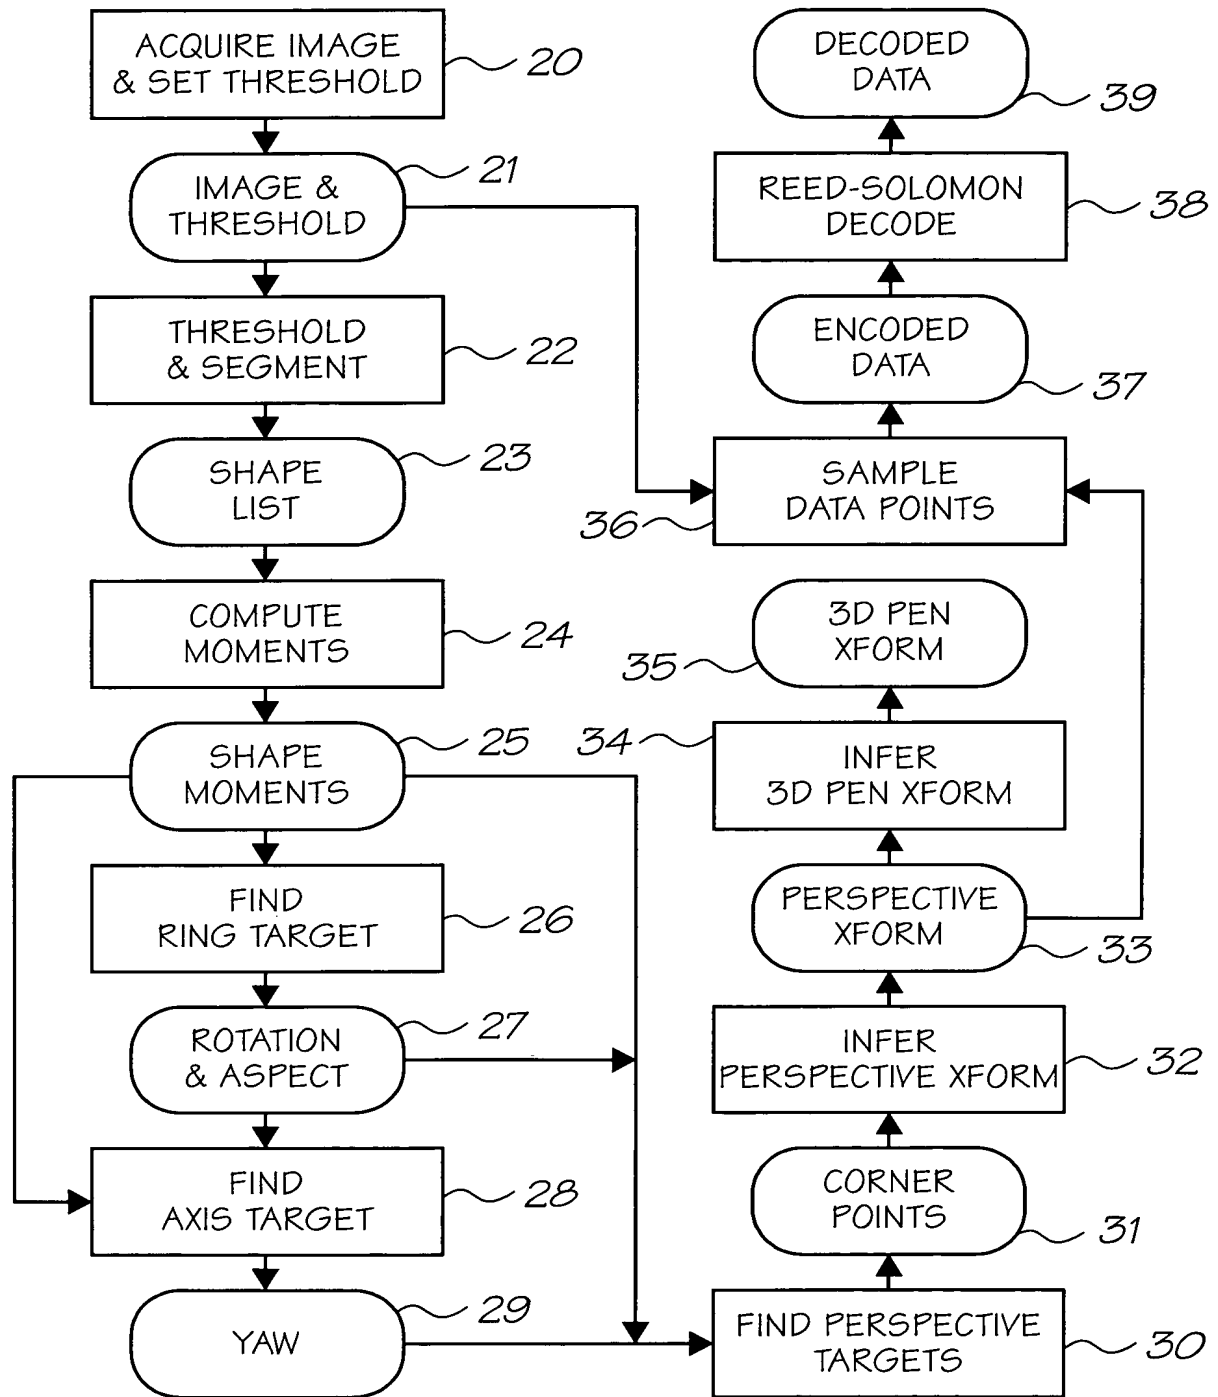 ACQUIRE IMAGE
& SET THRESHOLD
20
IMAGE &
THRESHOLD
21
THRESHOLD
& SEGMENT
22
SHAPE
LIST
23
COMPUTE
MOMENTS
24
SHAPE
MOMENTS
25
FIND
RING TARGET
26
ROTATION
& ASPECT
27
FIND
AXIS TARGET
28
YAW
29
DECODED
DATA
39
REED-SOLOMON
DECODE
38
ENCODED
DATA
37
SAMPLE
DATA POINTS
36
3D PEN
XFORM
35
34
INFER
3D PEN XFORM
PERSPECTIVE
XFORM
33
INFER
PERSPECTIVE XFORM
32
CORNER
POINTS
31
FIND PERSPECTIVE
TARGETS
30